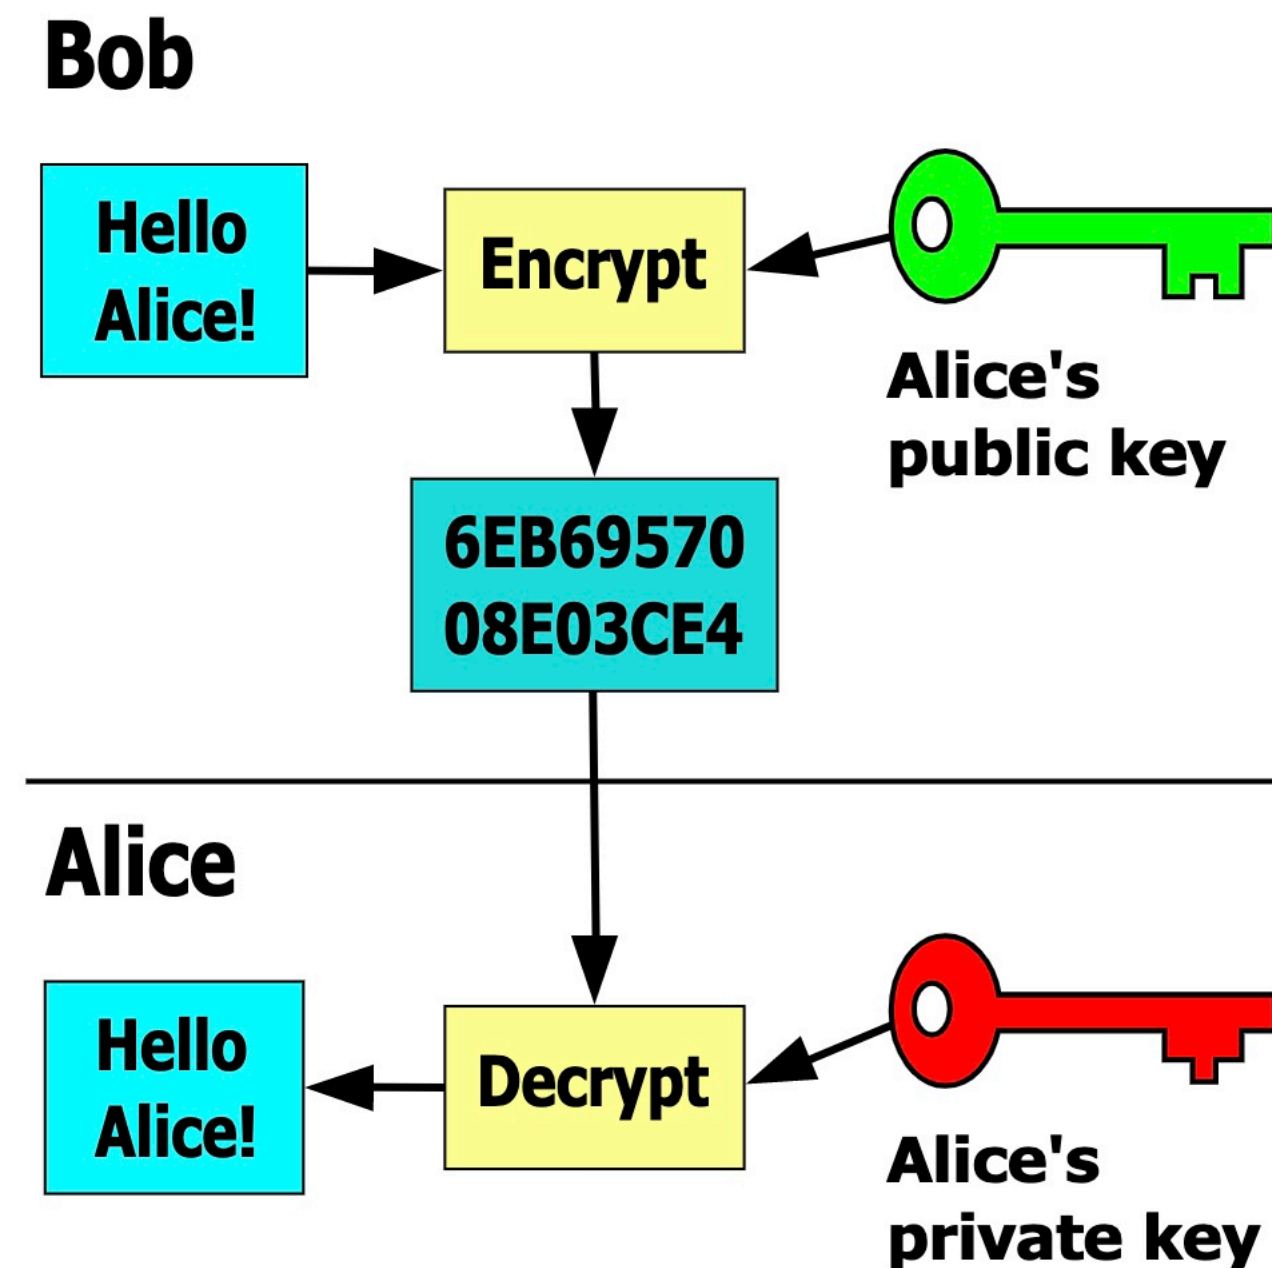 Bob
Hello
Alice!
Encrypt
Alice's
public key
6EB69570
08E03CE4
Alice
Hello
Alice!
Decrypt
Alice's
private key